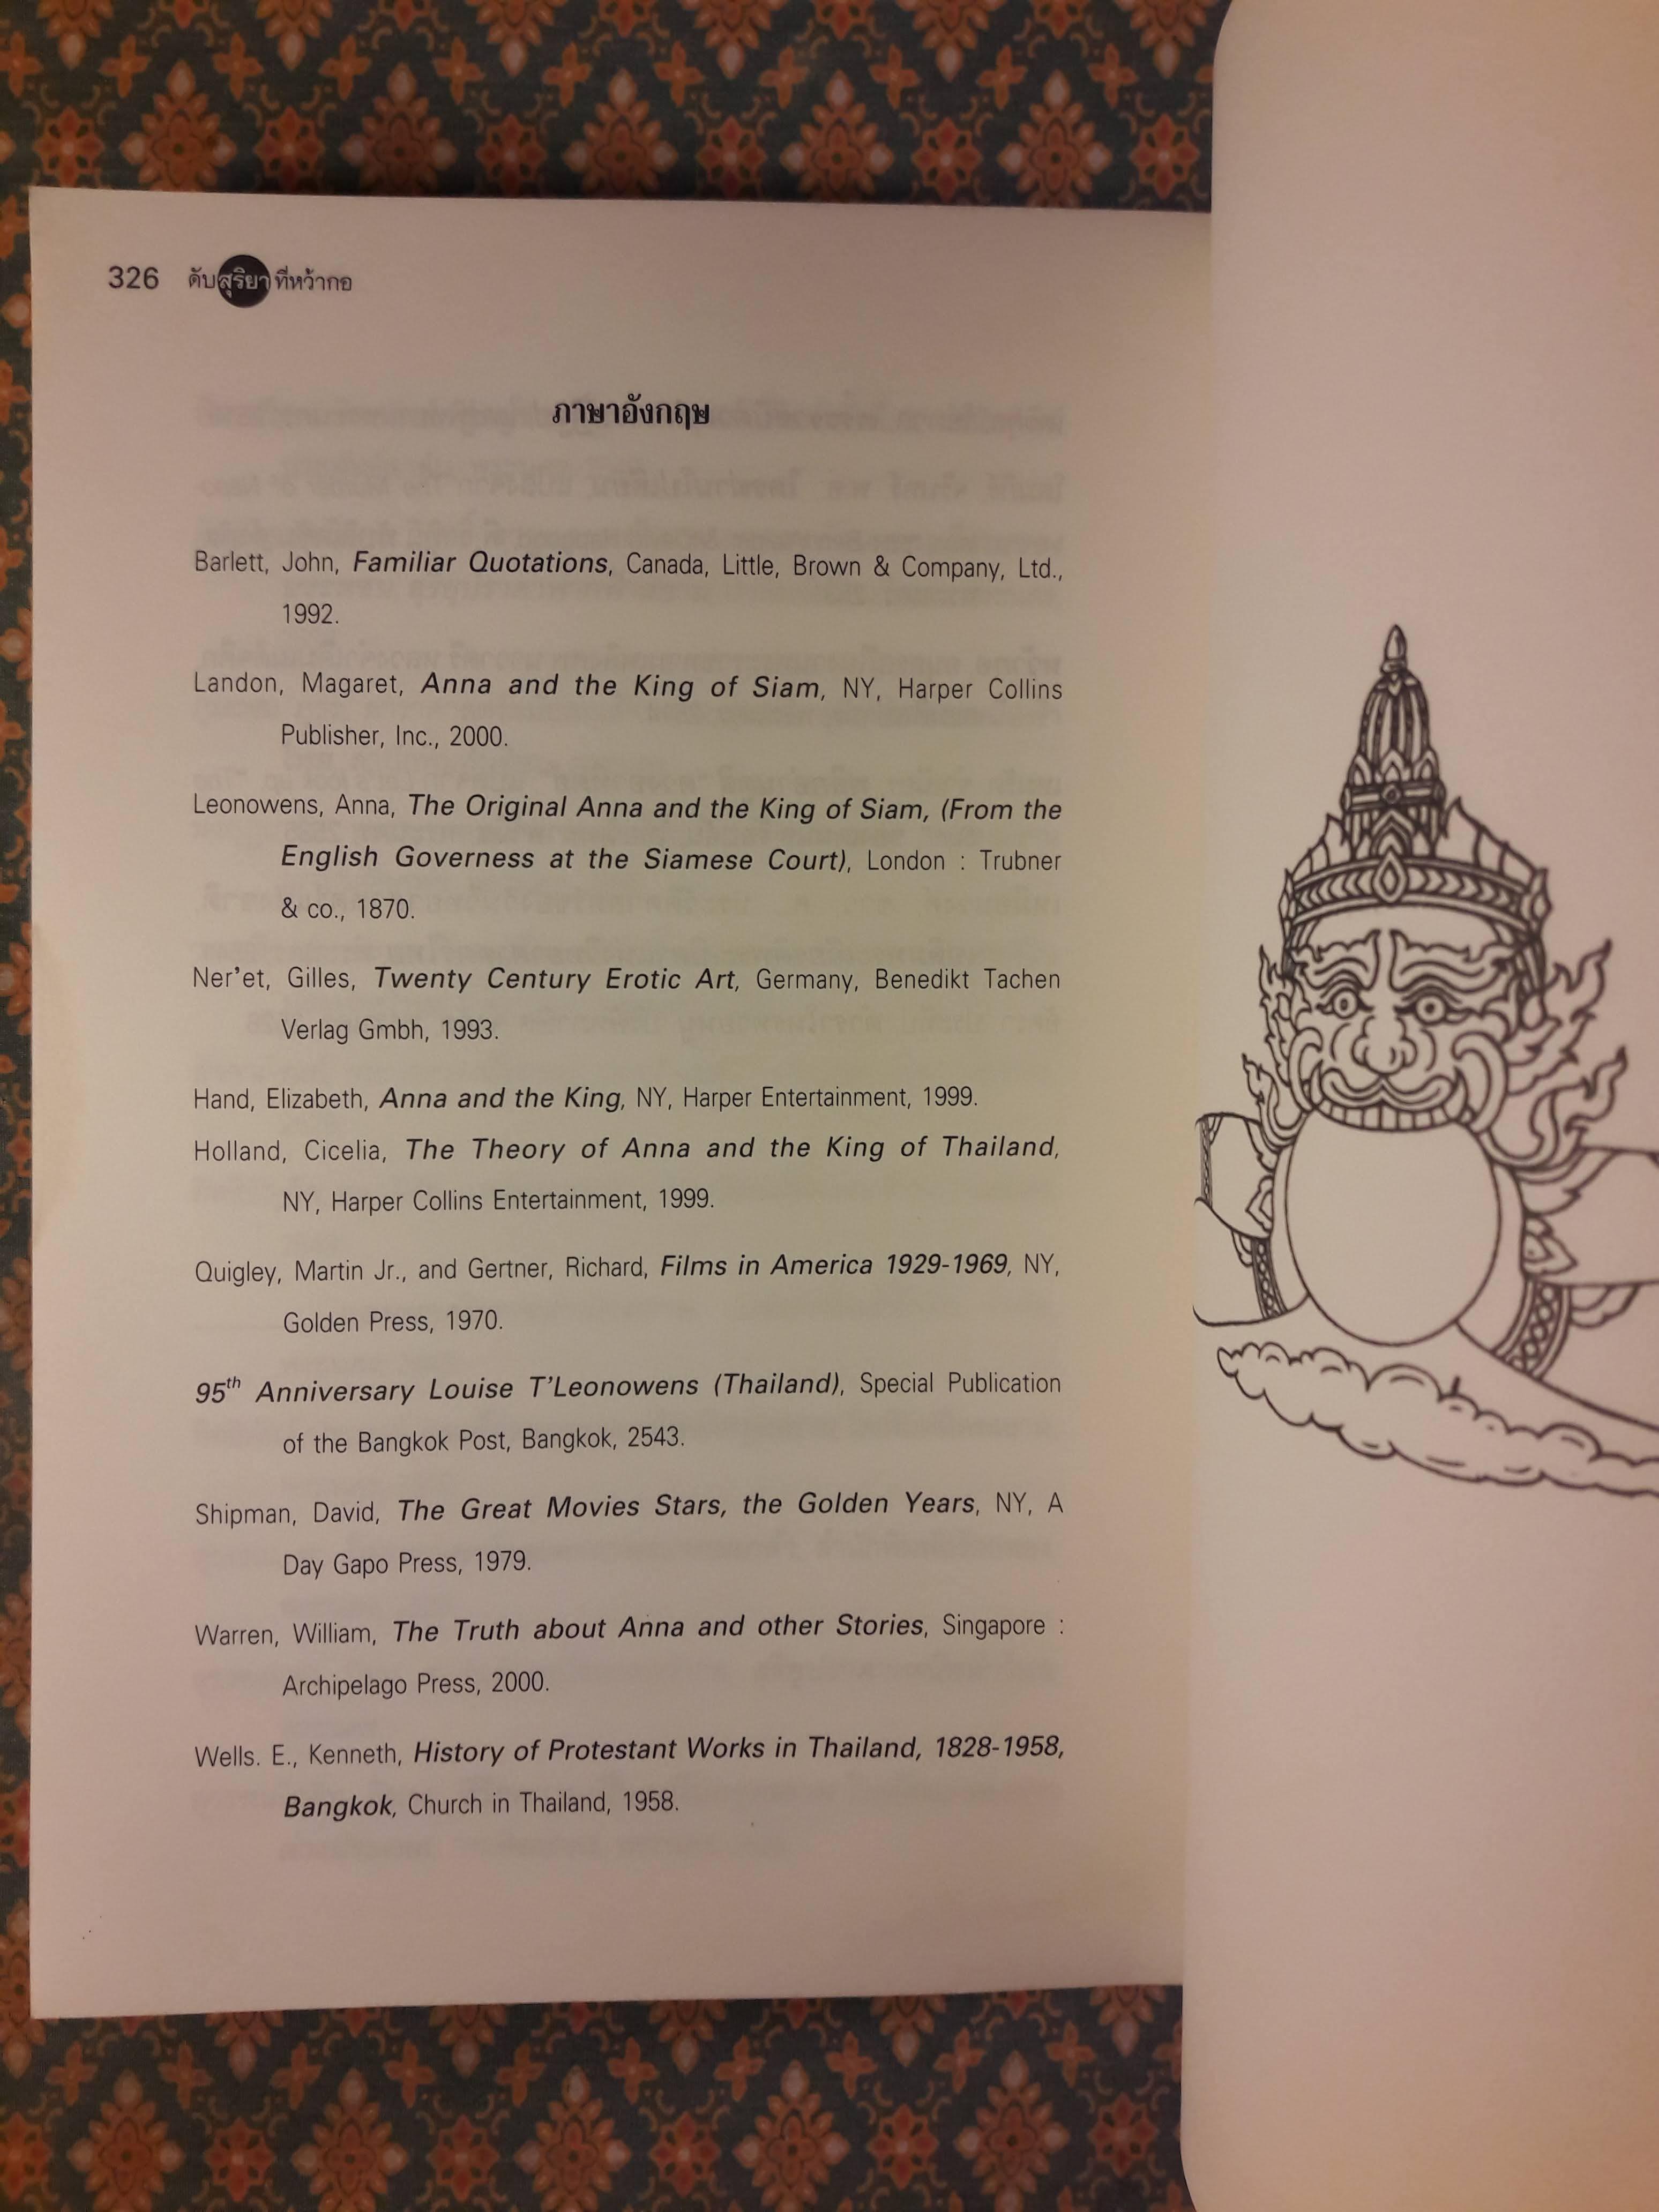 326 ดับสุริยาที่หว้ากอ
ภาษาอังกฤษ
Barlett, John, Familiar Quotations, Canada, Little, Brown & Company, Ltd.,
1992.
Landon, Magaret, Anna and the King of Siam, NY, Harper Collins
Publisher, Inc., 2000.
Leonowens, Anna, The Original Anna and the King of Siam, (From the
English Governess at the Siamese Court), London : Trubner
& co., 1870.
Ner'et, Gilles, Twenty Century Erotic Art, Germany, Benedikt Tachen
Verlag Gmbh, 1993.
Hand, Elizabeth, Anna and the King, NY, Harper Entertainment, 1999.
Holland, Cicelia, The Theory of Anna and the King of Thailand,
NY, Harper Collins Entertainment, 1999.
Quigley, Martin Jr., and Gertner, Richard, Films in America 1929-1969, NY,
Golden Press, 1970.
95th Anniversary Louise T'Leonowens (Thailand), Special Publication
of the Bangkok Post, Bangkok, 2543.
Shipman, David, The Great Movies Stars, the Golden Years, NY, A
Day Gapo Press, 1979.
Warren, William, The Truth about Anna and other Stories, Singapore :
Archipelago Press, 2000.
Wells. E., Kenneth, History of Protestant Works in Thailand, 1828-1958,
Bangkok, Church in Thailand, 1958.